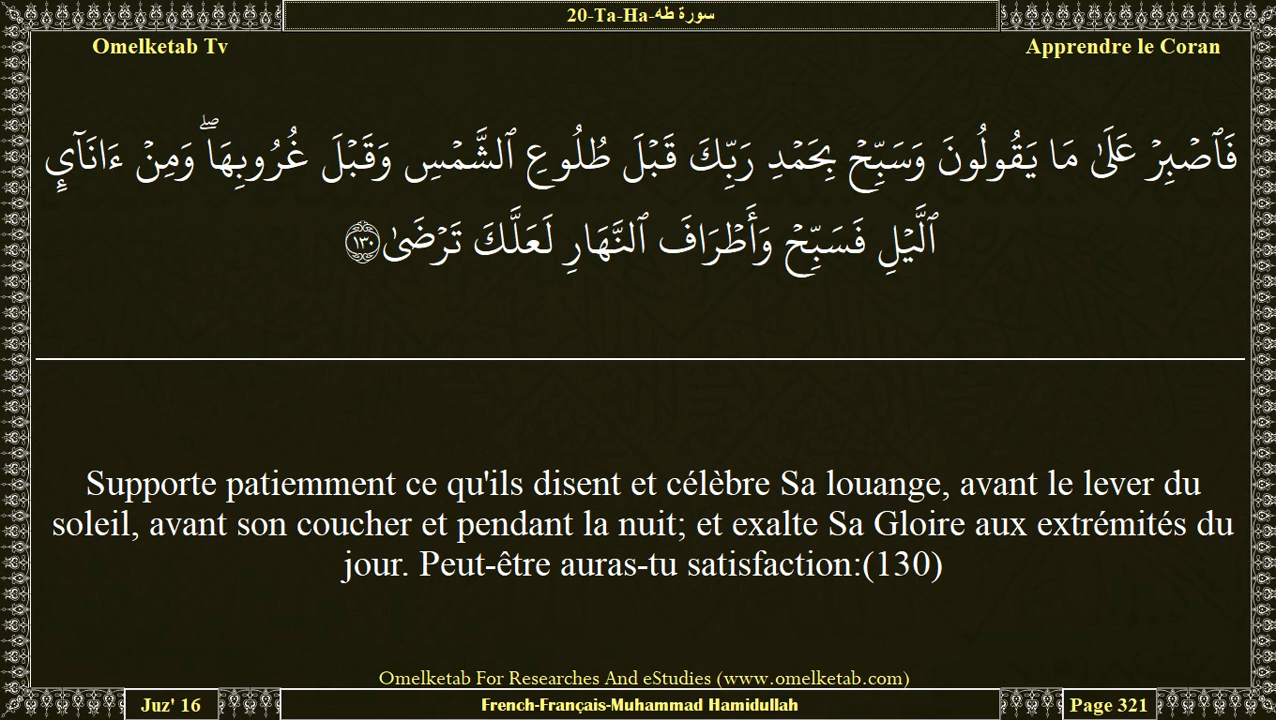 20-Ta-Ha-سورة طه
Omelketab Tv
Apprendre le Coran
فَٱصۡبِرۡ عَلَىٰ مَا يَقُولُونَ وَسَبِّحۡ بِحَمۡدِ رَبِّكَ قَبۡلَ طُلُوعِ ٱلشَّمۡسِ وَقَبۡلَ غُرُوبِهَاۖ وَمِنۡ ءَانَآيِٕ
ٱلَّيۡلِ فَسَبِّحۡ وَأَطۡرَافَ ٱلنَّهَارِ لَعَلَّكَ تَرۡضَىٰ ١٣٠
Supporte patiemment ce qu'ils disent et célèbre Sa louange, avant le lever du
soleil, avant son coucher et pendant la nuit; et exalte Sa Gloire aux extrémités du
jour. Peut-être auras-tu satisfaction:(130)
Omelketab For Researches And eStudies (www.omelketab.com)
Juz' 16
French-Français-Muhammad Hamidullah
Page 321